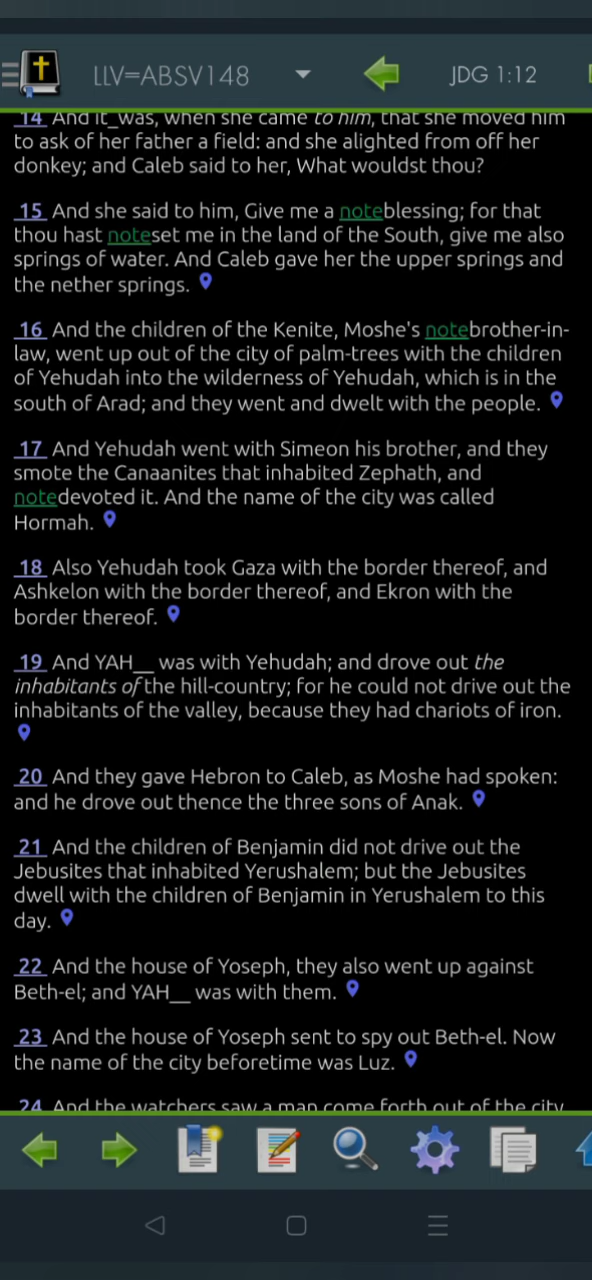 LLV=ABSV148 JDG 1:12
14 And it_was, when she came to him, that she moved him
to ask of her father a field: and she alighted from off her
donkey; and Caleb said to her, What wouldst thou?
15 And she said to him, Give me a noteblessing; for that
thou hast noteset me in the land of the South, give me also
springs of water. And Caleb gave her the upper springs and
the nether springs.
16 And the children of the Kenite, Moshe's notebrother-in-
law, went up out of the city of palm-trees with the children
of Yehudah into the wilderness of Yehudah, which is in the
south of Arad; and they went and dwelt with the people.
17 And Yehudah went with Simeon his brother, and they
smote the Canaanites that inhabited Zephath, and
notedevoted it. And the name of the city was called
Hormah.
18 Also Yehudah took Gaza with the border thereof, and
Ashkelon with the border thereof, and Ekron with the
border thereof.
19 And YAH__ was with Yehudah; and drove out the
inhabitants of the hill-country; for he could not drive out the
inhabitants of the valley, because they had chariots of iron.
20 And they gave Hebron to Caleb, as Moshe had spoken:
and he drove out thence the three sons of Anak.
21 And the children of Benjamin did not drive out the
Jebusites that inhabited Yerushalem; but the Jebusites
dwell with the children of Benjamin in Yerushalem to this
day.
22 And the house of Yoseph, they also went up against
Beth-el; and YAH__ was with them.
23 And the house of Yoseph sent to spy out Beth-el. Now
the name of the city beforetime was Luz.
24 And the watchers saw a man come forth out of the city,